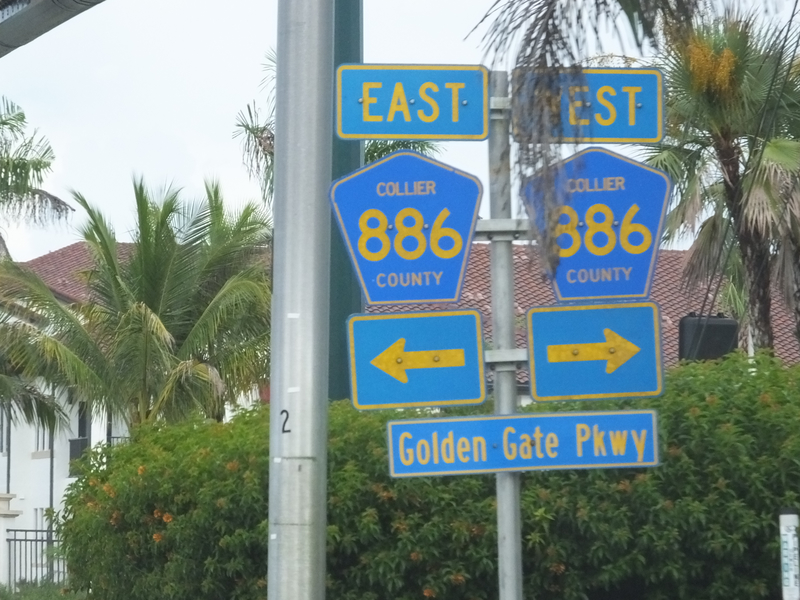 EAST
WEST
COLLIER
886
COUNTY
COLLIER
886
COUNTY
Golden Gate Pkwy
2